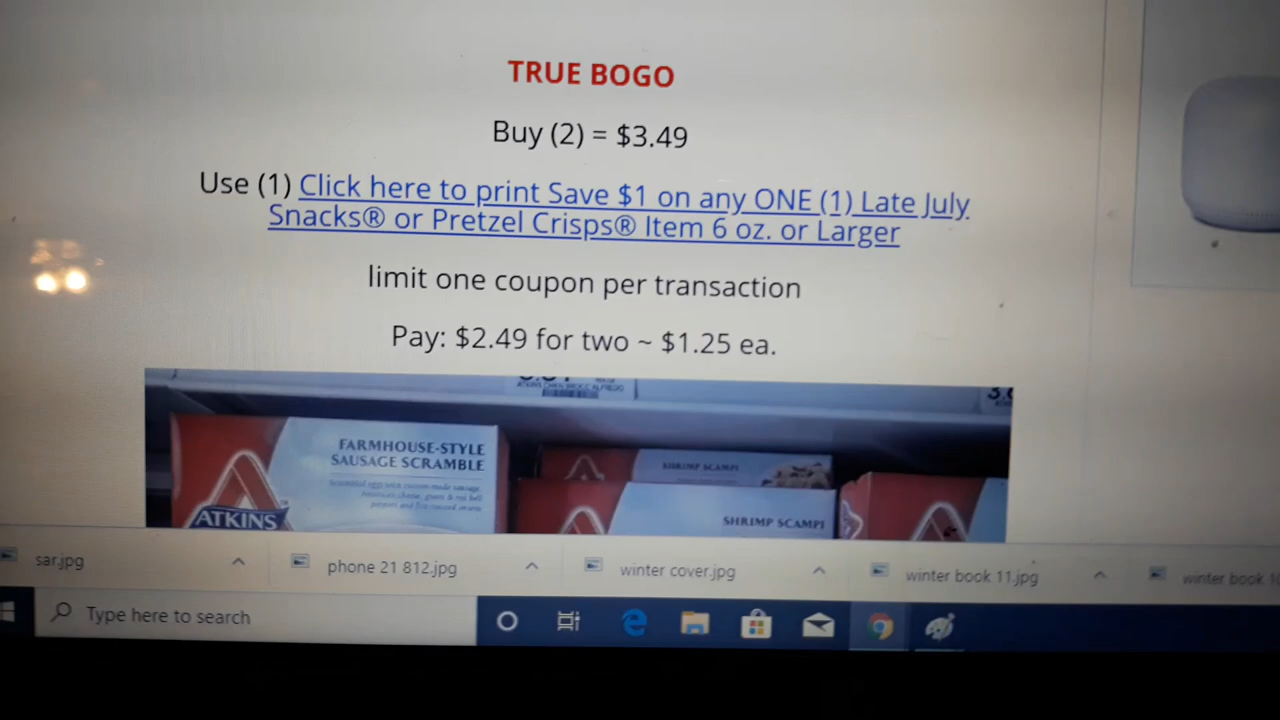 TRUE BOGO
Buy (2) = $3.49
Use (1) Click here to print Save $1 on any ONE (1) Late July
Snacks® or Pretzel Crisps® Item 6 oz. or Larger
limit one coupon per transaction
Pay: $2.49 for two ~ $1.25 ea.
FARMHOUSE-STYLE
SAUSAGE SCRAMBLE
ATKINS™
SHRIMP SCAMPI
SHRIMP SCAMPI
sar.jpg
phone 21 812.jpg
winter cover.jpg
winter book 11.jpg
winter book
Type here to search